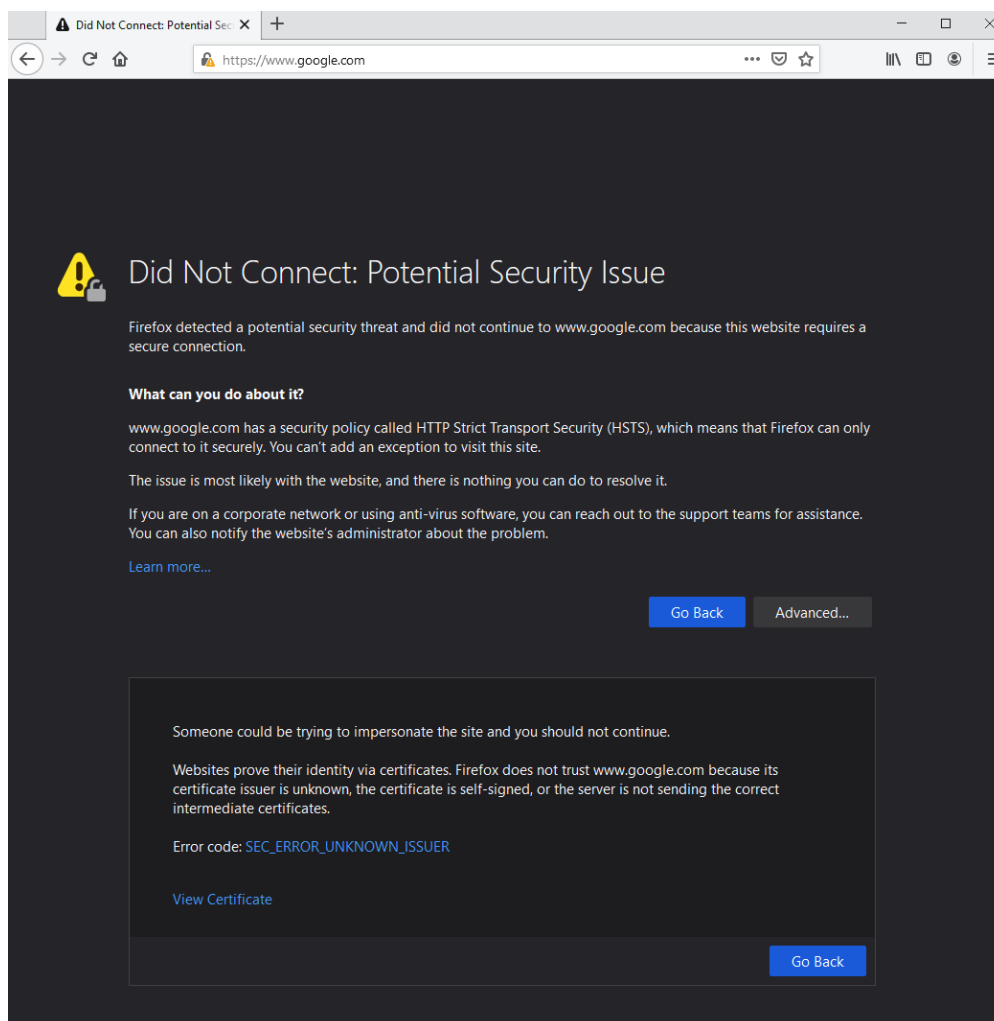 Did Not Connect: Potential Sec
https://www.google.com
Did Not Connect: Potential Security Issue
Firefox detected a potential security threat and did not continue to www.google.com because this website requires a
secure connection.
What can you do about it?
www.google.com has a security policy called HTTP Strict Transport Security (HSTS), which means that Firefox can only
connect to it securely. You can't add an exception to visit this site.
The issue is most likely with the website, and there is nothing you can do to resolve it.
If you are on a corporate network or using anti-virus software, you can reach out to the support teams for assistance.
You can also notify the website's administrator about the problem.
Learn more...
Go Back Advanced...
Someone could be trying to impersonate the site and you should not continue.
Websites prove their identity via certificates. Firefox does not trust www.google.com because its
certificate issuer is unknown, the certificate is self-signed, or the server is not sending the correct
intermediate certificates.
Error code: SEC_ERROR_UNKNOWN_ISSUER
View Certificate
Go Back